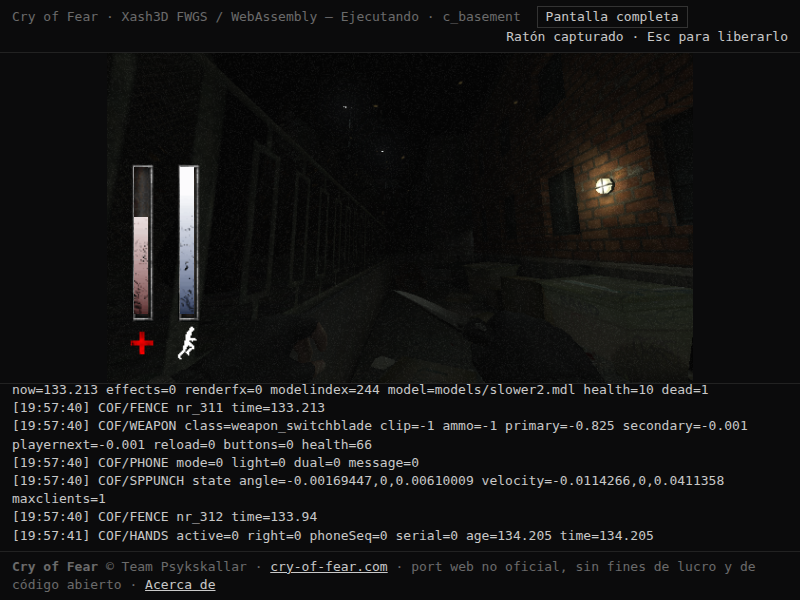 Cry of Fear · Xash3D FWGS / WebAssembly — Ejecutando · c_basement Pantalla completa
Ratón capturado · Esc para liberarlo
now=133.213 effects=0 renderfx=0 modelindex=244 model=models/slower2.mdl health=10 dead=1
[19:57:40] COF/FENCE nr_311 time=133.213
[19:57:40] COF/WEAPON class=weapon_switchblade clip=-1 ammo=-1 primary=-0.825 secondary=-0.001
playernext=-0.001 reload=0 buttons=0 health=66
[19:57:40] COF/PHONE mode=0 light=0 dual=0 message=0
[19:57:40] COF/SPPUNCH state angle=-0.00169447,0,0.00610009 velocity=-0.0114266,0,0.0411358
maxclients=1
[19:57:40] COF/FENCE nr_312 time=133.94
[19:57:41] COF/HANDS active=0 right=0 phoneSeq=0 serial=0 age=134.205 time=134.205
Cry of Fear © Team Psykskallar · cry-of-fear.com · port web no oficial, sin fines de lucro y de
código abierto · Acerca de